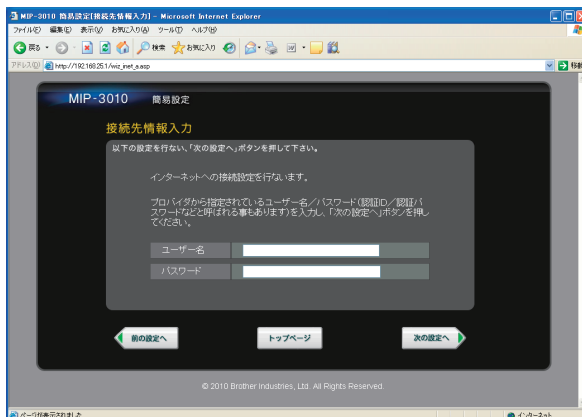 MIP-3010 簡易設定[接続先情報入力] - Microsoft Internet Explorer
ファイル(F) 編集(E) 表示(V) お気に入り(A) ツール(T) ヘルプ(H)
戻る 検索 お気に入り
アドレス(D) http://192.168.25.1/wiz_inet_a.asp 移動
MIP-3010 簡易設定
接続先情報入力
以下の設定を行ない、「次の設定へ」ボタンを押して下さい。
インターネットへの接続設定を行ないます。
プロバイダから指定されているユーザー名／パスワード(認証ID／認証パ
スワードなどと呼ばれる事もあります)を入力し、「次の設定へ」ボタンを押し
てください。
ユーザー名
パスワード
前の設定へ トップページ 次の設定へ
© 2010 Brother Industries, Ltd. All Rights Reserved.
ページが表示されました インターネット